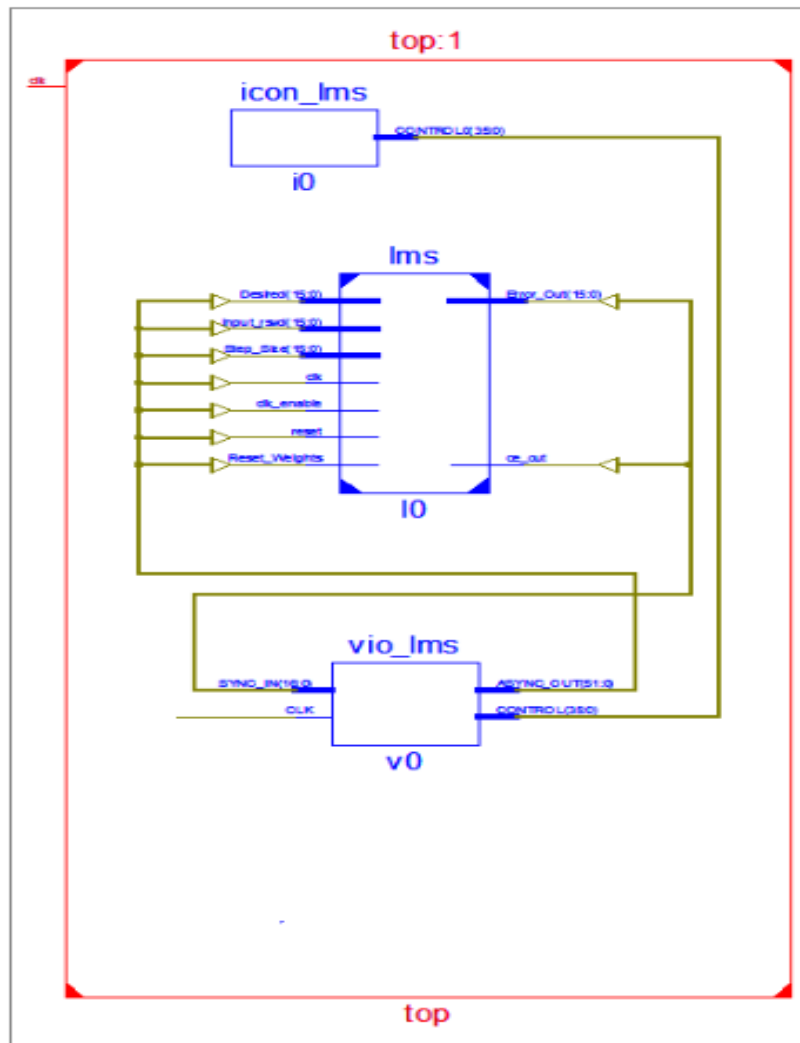 top:1
clk
icon_lms
CONTROL0(35:0)
i0
lms
Desired(15:0)
Error_Out(15:0)
Input_rsvd(15:0)
Step_Size(15:0)
clk
clk_enable
reset
Reset_Weights
ce_out
l0
vio_lms
SYNC_IN(16:0)
ASYNC_OUT(51:0)
CLK
CONTROL(35:0)
v0
top